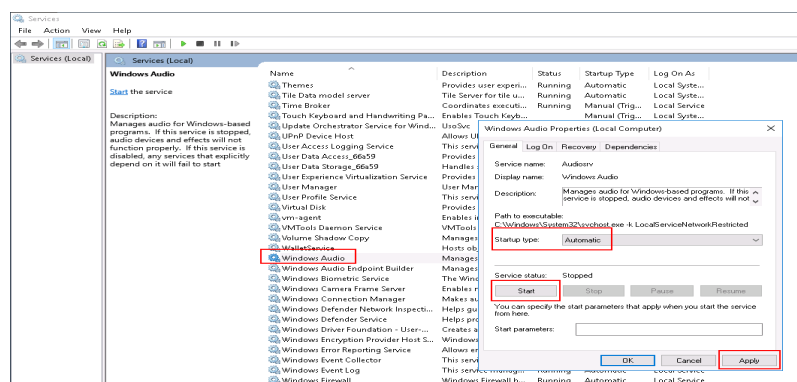 Services
File Action View Help
Services (Local)
Services (Local)
Windows Audio
Start the service
Description:
Manages audio for Windows-based
programs. If this service is stopped,
audio devices and effects will not
function properly. If this service is
disabled, any services that explicitly
depend on it will fail to start
Name Description Status Startup Type Log On As
Themes Provides user experi... Running Automatic Local Syste...
Tile Data model server Tile Server for tile u... Running Automatic Local Syste...
Time Broker Coordinates executi... Running Manual (Trig... Local Service
Touch Keyboard and Handwriting Pa... Enables Touch Keyb... Manual (Trig... Local Syste...
Update Orchestrator Service for Wind... UsoSvc
UPnP Device Host Allows U
User Access Logging Service This servi
User Data Access_66a59 Provides
User Data Storage_66a59 Handles
User Experience Virtualization Service Provides
User Manager User Man
User Profile Service This servi
Virtual Disk Provides
vm-agent Enables i
VMTools Daemon Service VMTools
Volume Shadow Copy Manages
WalletService Hosts ob
Windows Audio Manages
Windows Audio Endpoint Builder Manages
Windows Biometric Service The Wind
Windows Camera Frame Server Enables
Windows Connection Manager Makes au
Windows Defender Network Inspecti... Helps gu
Windows Defender Service Helps pro
Windows Driver Foundation - User-... Creates a
Windows Encryption Provider Host S... Windows
Windows Error Reporting Service Allows er
Windows Event Collector This servi
Windows Event Log This service manag... Running Automatic Local Service
Windows Firewall Windows Firewall h... Running Automatic Local Service
Windows Audio Properties (Local Computer)
General Log On Recovery Dependencies
Service name: Audiosrv
Display name: Windows Audio
Description: Manages audio for Windows-based programs. If this
service is stopped, audio devices and effects will not
Path to executable:
C:\Windows\System32\svchost.exe -k LocalServiceNetworkRestricted
Startup type: Automatic
Service status: Stopped
Start Stop Pause Resume
You can specify the start parameters that apply when you start the service
from here.
Start parameters:
OK Cancel Apply